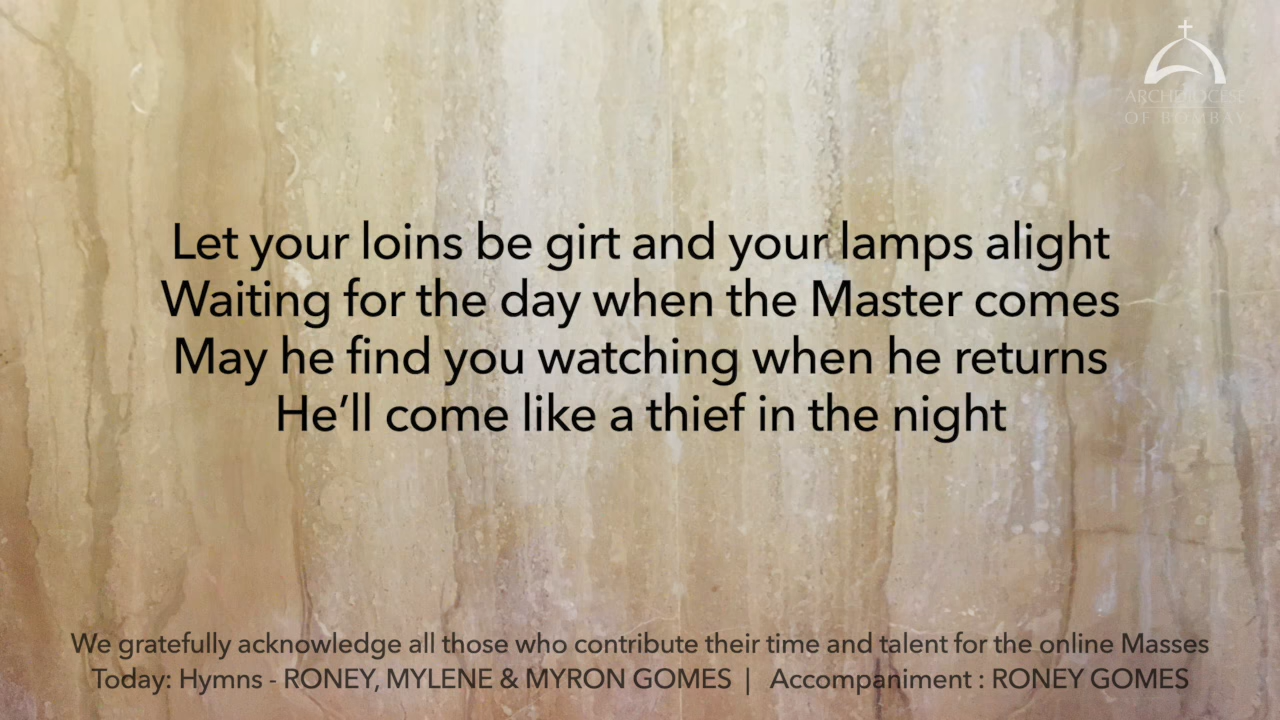 ARCHDIOCESE
OF BOMBAY
Let your loins be girt and your lamps alight
Waiting for the day when the Master comes
May he find you watching when he returns
He’ll come like a thief in the night
We gratefully acknowledge all those who contribute their time and talent for the online Masses
Today: Hymns - RONEY, MYLENE & MYRON GOMES | Accompaniment : RONEY GOMES